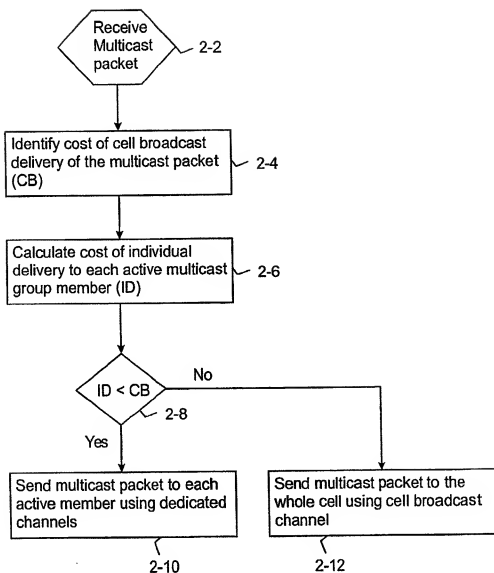 Receive
Multicast
packet
2-2
Identify cost of cell broadcast
delivery of the multicast packet
(CB)
2-4
Calculate cost of individual
delivery to each active multicast
group member (ID)
2-6
ID < CB
No
2-8
Yes
Send multicast packet to each
active member using dedicated
channels
2-10
Send multicast packet to the
whole cell using cell broadcast
channel
2-12